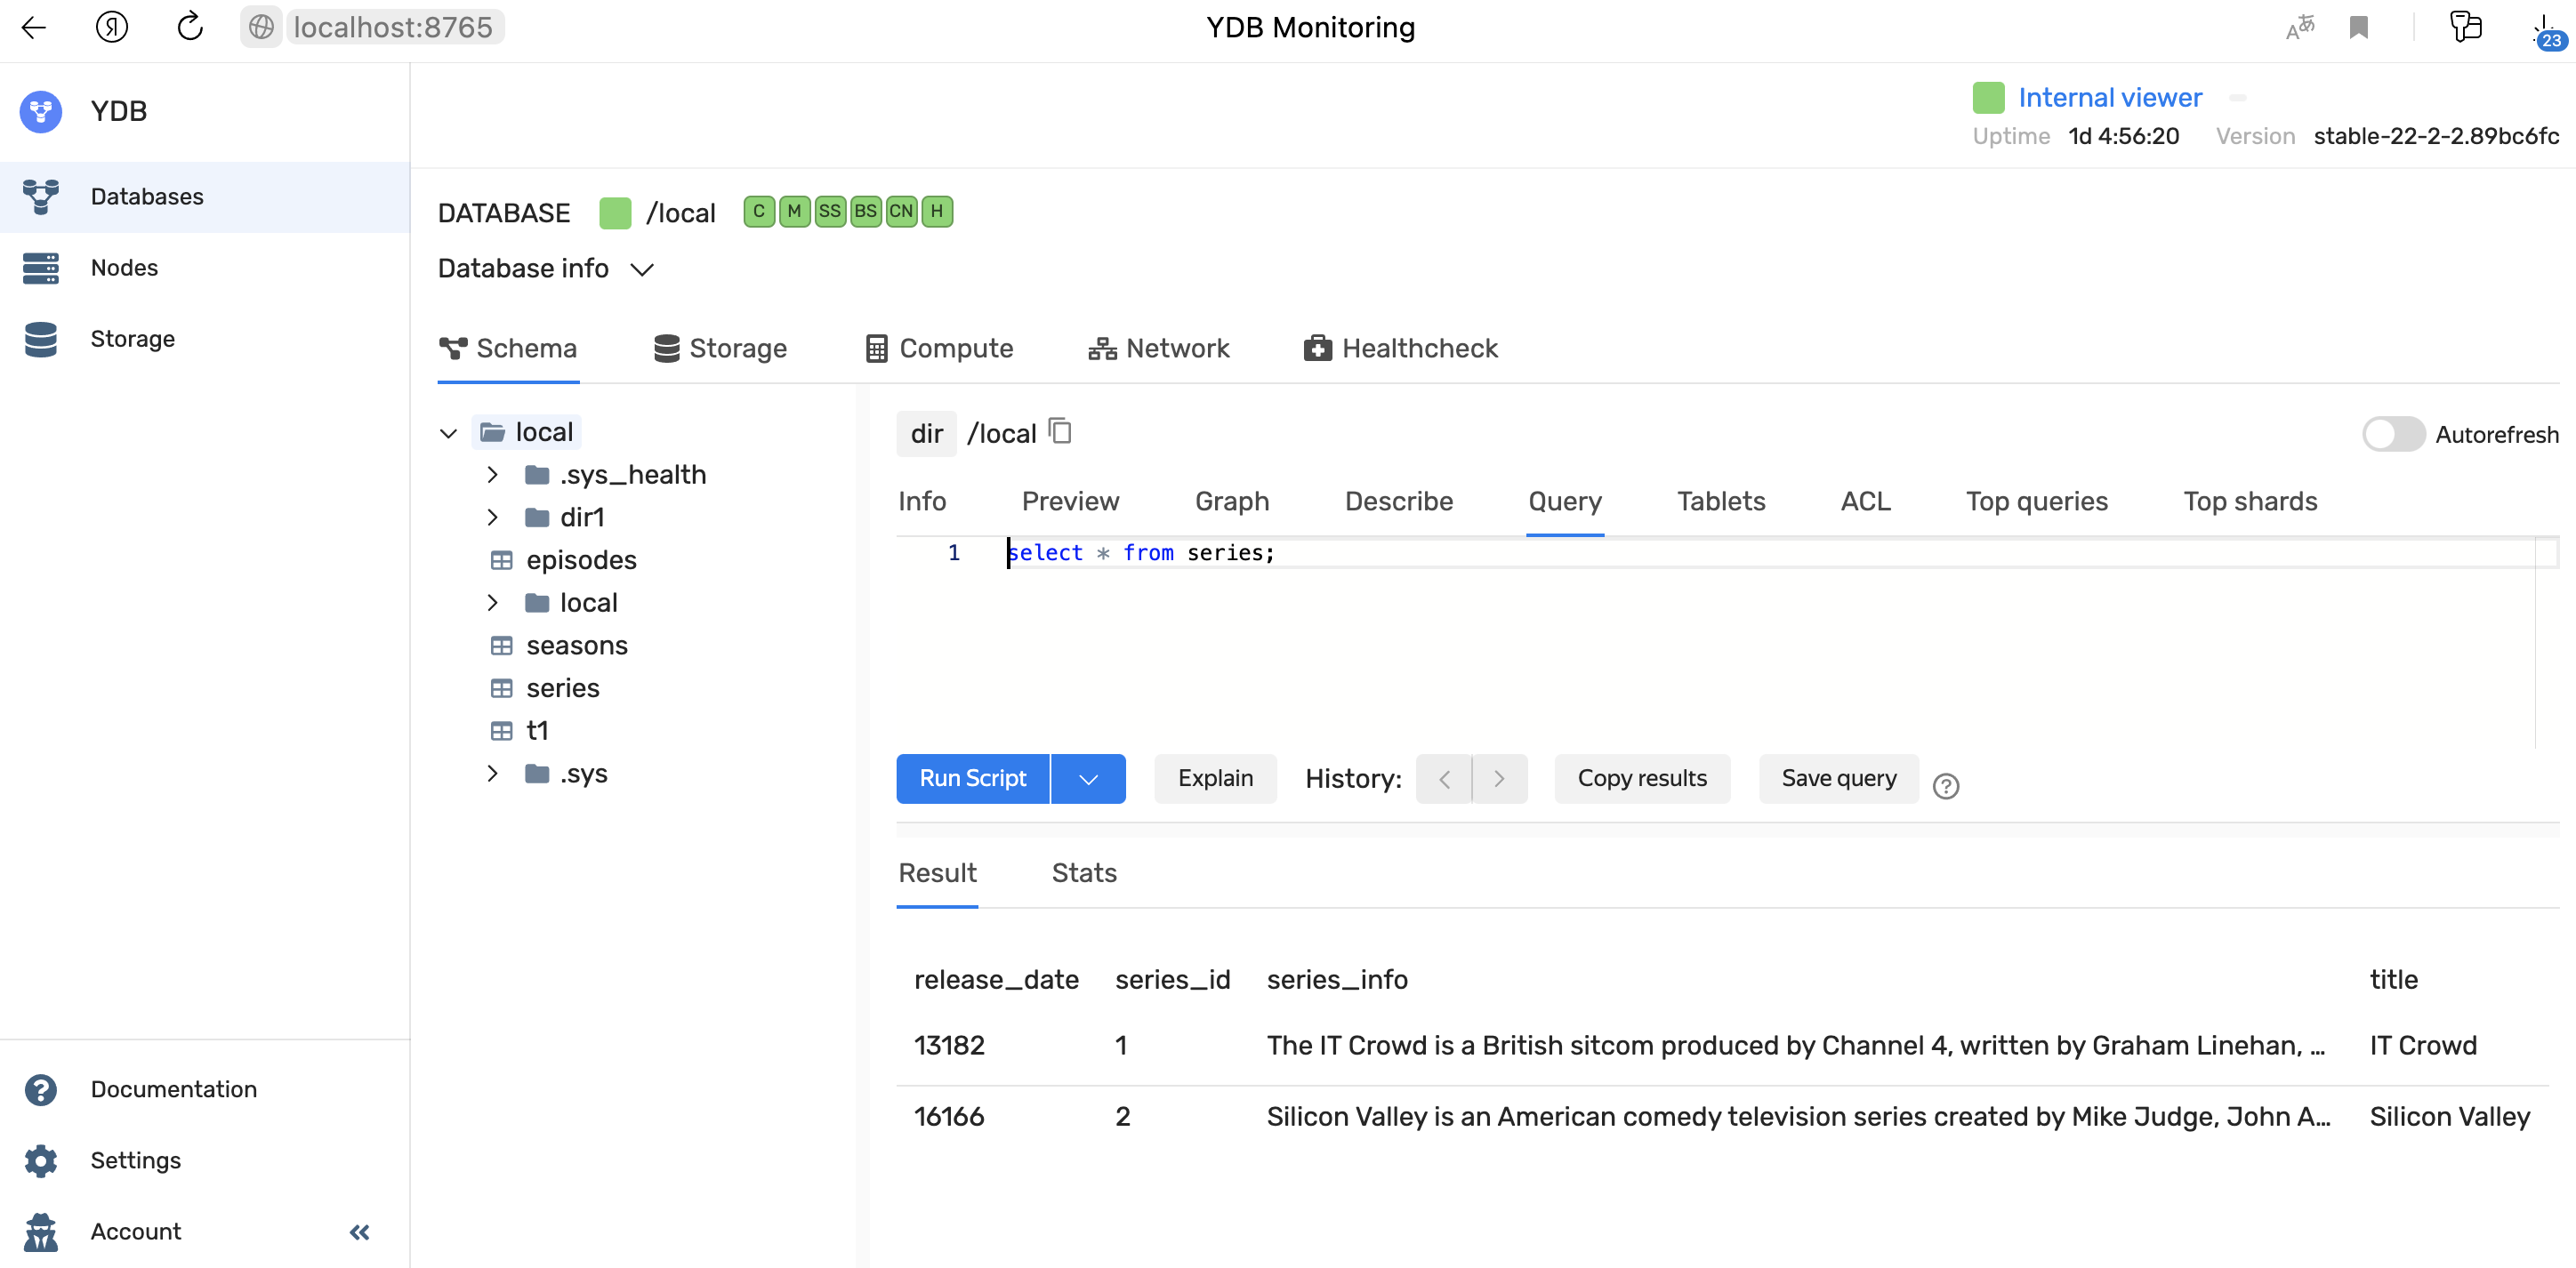 localhost:8765
YDB Monitoring
23
YDB
Databases
Nodes
Storage
Documentation
Settings
Account
Internal viewer
Uptime 1d 4:56:20 Version stable-22-2-2.89bc6fc
DATABASE /local C M SS BS CN H
Database info
Schema Storage Compute Network Healthcheck
local
.sys_health
dir1
episodes
local
seasons
series
t1
.sys
dir /local
Autorefresh
Info Preview Graph Describe Query Tablets ACL Top queries Top shards
1 select * from series;
Run Script Explain History: Copy results Save query
Result Stats
release_date series_id series_info title
13182 1 The IT Crowd is a British sitcom produced by Channel 4, written by Graham Linehan, ... IT Crowd
16166 2 Silicon Valley is an American comedy television series created by Mike Judge, John A... Silicon Valley